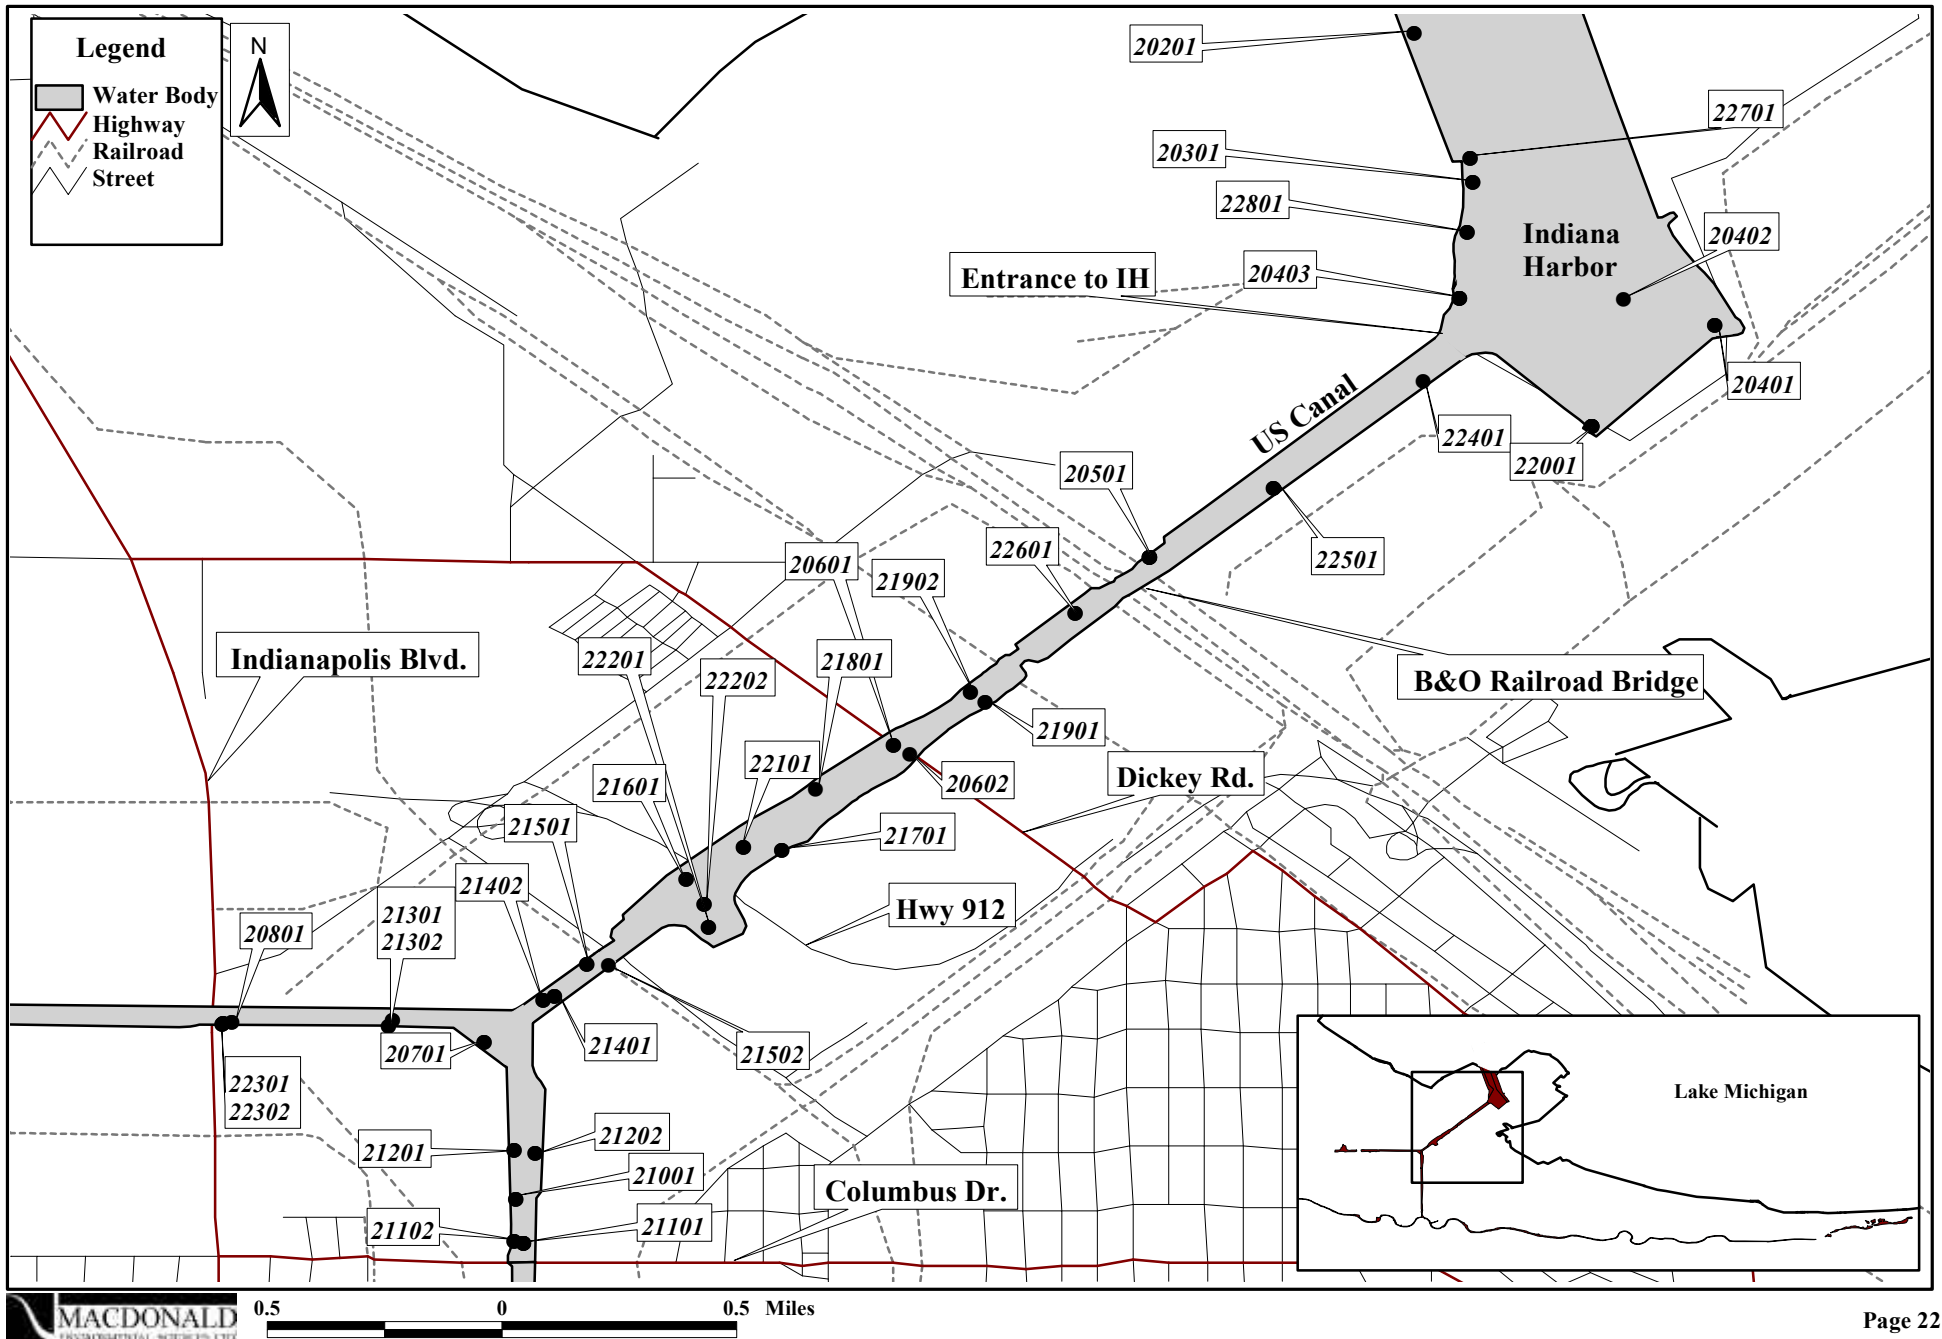 Legend
Water Body
Highway
Railroad
Street
N
20201
22701
20301
22801
20402
Indiana
Harbor
20403
Entrance to IH
20401
US Canal
22401
22001
20501
22501
22601
20601
21902
Indianapolis Blvd.
22201
21801
22202
B&O Railroad Bridge
21901
22101
Dickey Rd.
20602
21601
21501
21701
21402
21301
21302
Hwy 912
20801
20701
21401
21502
22301
22302
Lake Michigan
21201
21202
21001
Columbus Dr.
21102
21101
MACDONALD
ENVIRONMENTAL SCIENCES LTD
0.5 0 0.5 Miles
Page 22